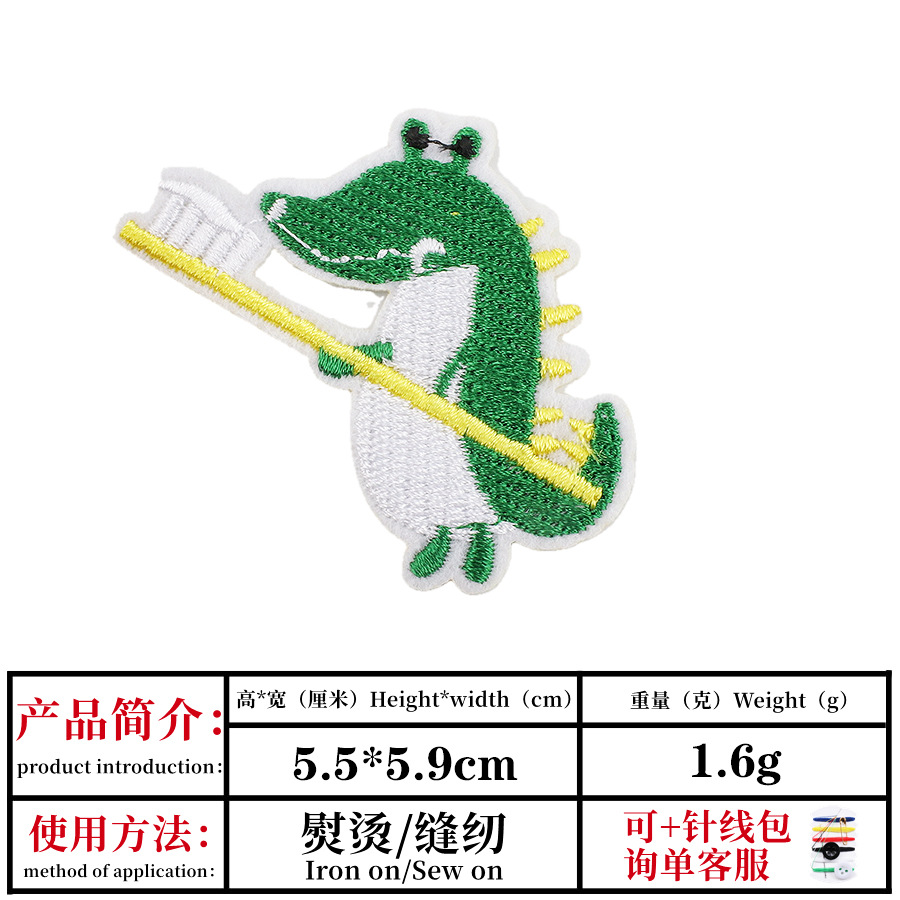 产品简介：
product introduction：
高*宽（厘米）Height*width（cm）
重量（克）Weight（g）
5.5*5.9cm
1.6g
使用方法：
method of application：
熨烫/缝纫
Iron on/Sew on
可+针线包
询单客服